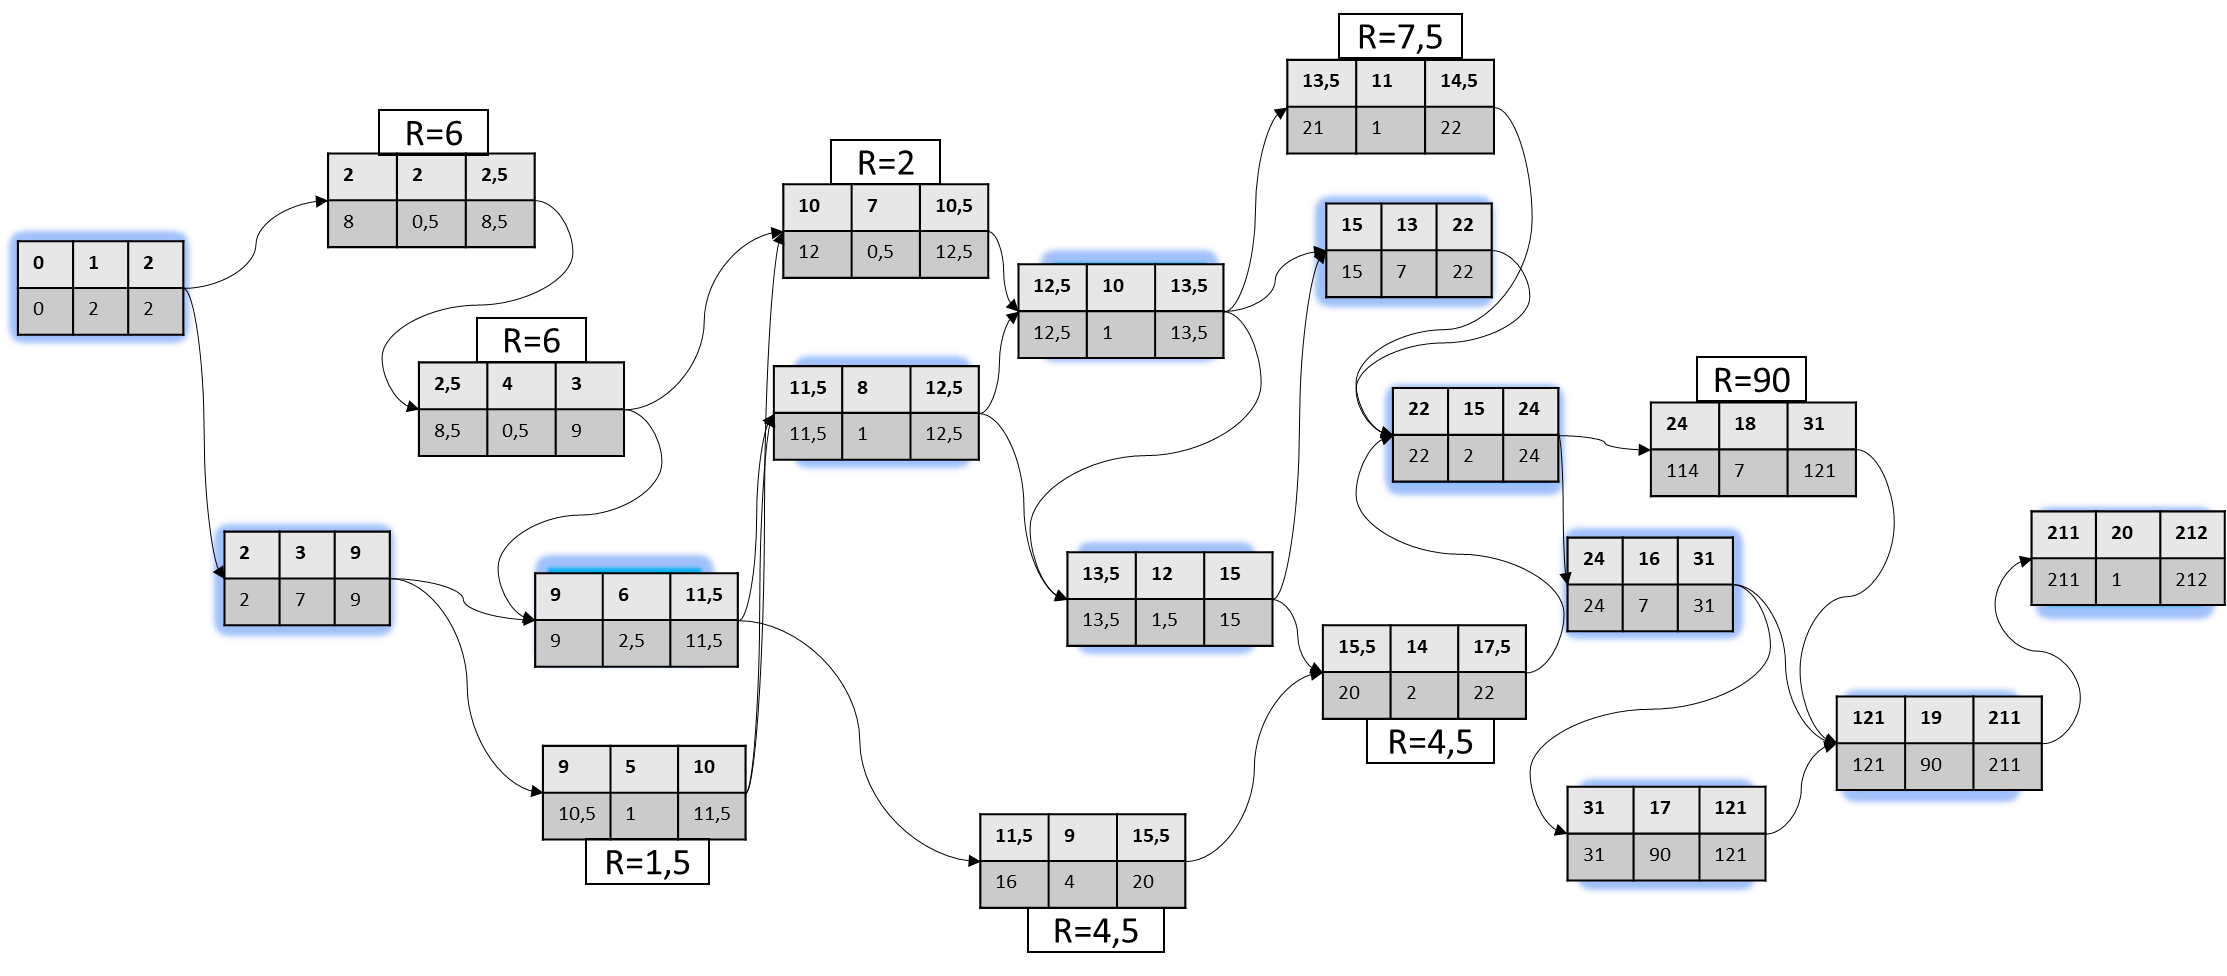 0 1 2
0 2 2
R=6
2 2 2,5
8 0,5 8,5
R=6
2,5 4 3
8,5 0,5 9
2 3 9
2 7 9
9 6 11,5
9 2,5 11,5
9 5 10
10,5 1 11,5
R=1,5
R=2
10 7 10,5
12 0,5 12,5
11,5 8 12,5
11,5 1 12,5
11,5 9 15,5
16 4 20
R=4,5
12,5 10 13,5
12,5 1 13,5
13,5 12 15
13,5 1,5 15
R=7,5
13,5 11 14,5
21 1 22
15 13 22
15 7 22
15,5 14 17,5
20 2 22
R=4,5
22 15 24
22 2 24
24 16 31
24 7 31
31 17 121
31 90 121
R=90
24 18 31
114 7 121
121 19 211
121 90 211
211 20 212
211 1 212